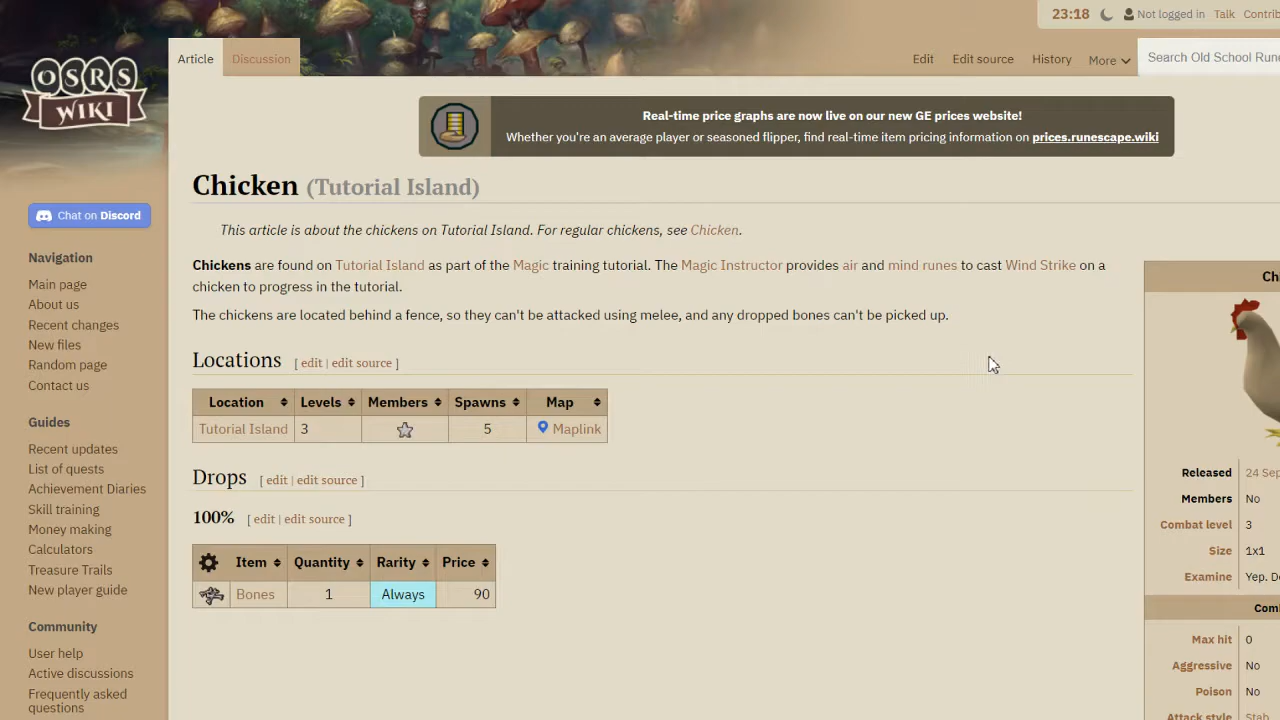 23:18 Not logged in Talk Contrib
OSRS
WIKI
Article Discussion Edit Edit source History More Search Old School Rune
Real-time price graphs are now live on our new GE prices website!
Whether you're an average player or seasoned flipper, find real-time item pricing information on prices.runescape.wiki
Chat on Discord
Navigation
Main page
About us
Recent changes
New files
Random page
Contact us
Guides
Recent updates
List of quests
Achievement Diaries
Skill training
Money making
Calculators
Treasure Trails
New player guide
Community
User help
Active discussions
Frequently asked
questions
Chicken (Tutorial Island)
This article is about the chickens on Tutorial Island. For regular chickens, see Chicken.
Chickens are found on Tutorial Island as part of the Magic training tutorial. The Magic Instructor provides air and mind runes to cast Wind Strike on a
chicken to progress in the tutorial.
The chickens are located behind a fence, so they can't be attacked using melee, and any dropped bones can't be picked up.
Locations [ edit | edit source ]
Location Levels Members Spawns Map
Tutorial Island 3 5 Maplink
Drops [ edit | edit source ]
100% [ edit | edit source ]
Item Quantity Rarity Price
Bones 1 Always 90
Ch
Released 24 Sep
Members No
Combat level 3
Size 1x1
Examine Yep. De
Comb
Max hit 0
Aggressive No
Poison No
Attack style Stab